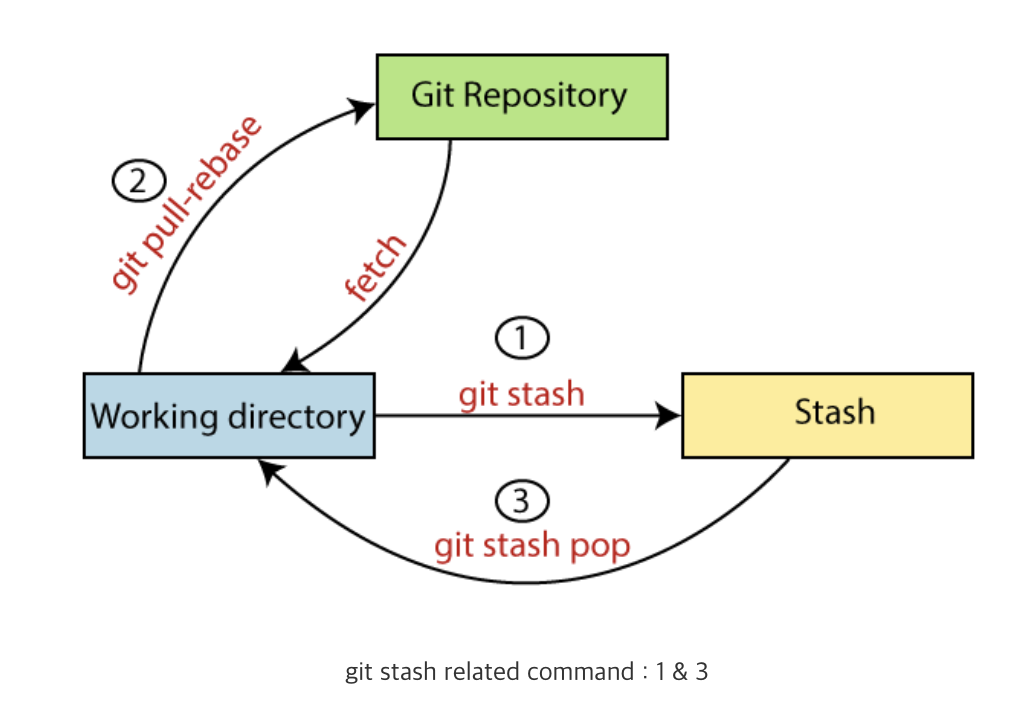 Git Repository
2
git pull-rebase
fetch
1
git stash
Working directory
Stash
3
git stash pop
git stash related command : 1 & 3